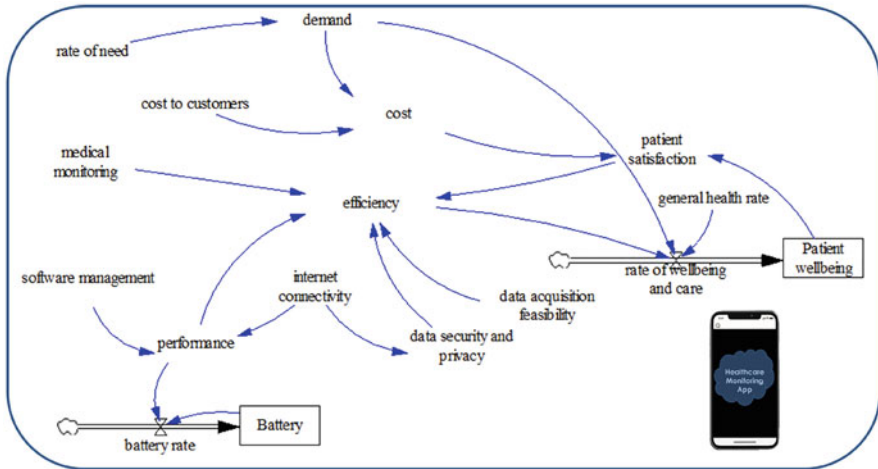 demand
rate of need
cost to customers
cost
medical
monitoring
patient
satisfaction
efficiency
general health rate
Patient
wellbeing
rate of wellbeing
and care
software management
internet
connectivity
data acquisition
feasibility
performance
data security and
privacy
Healthcare
Monitoring
App
Battery
battery rate